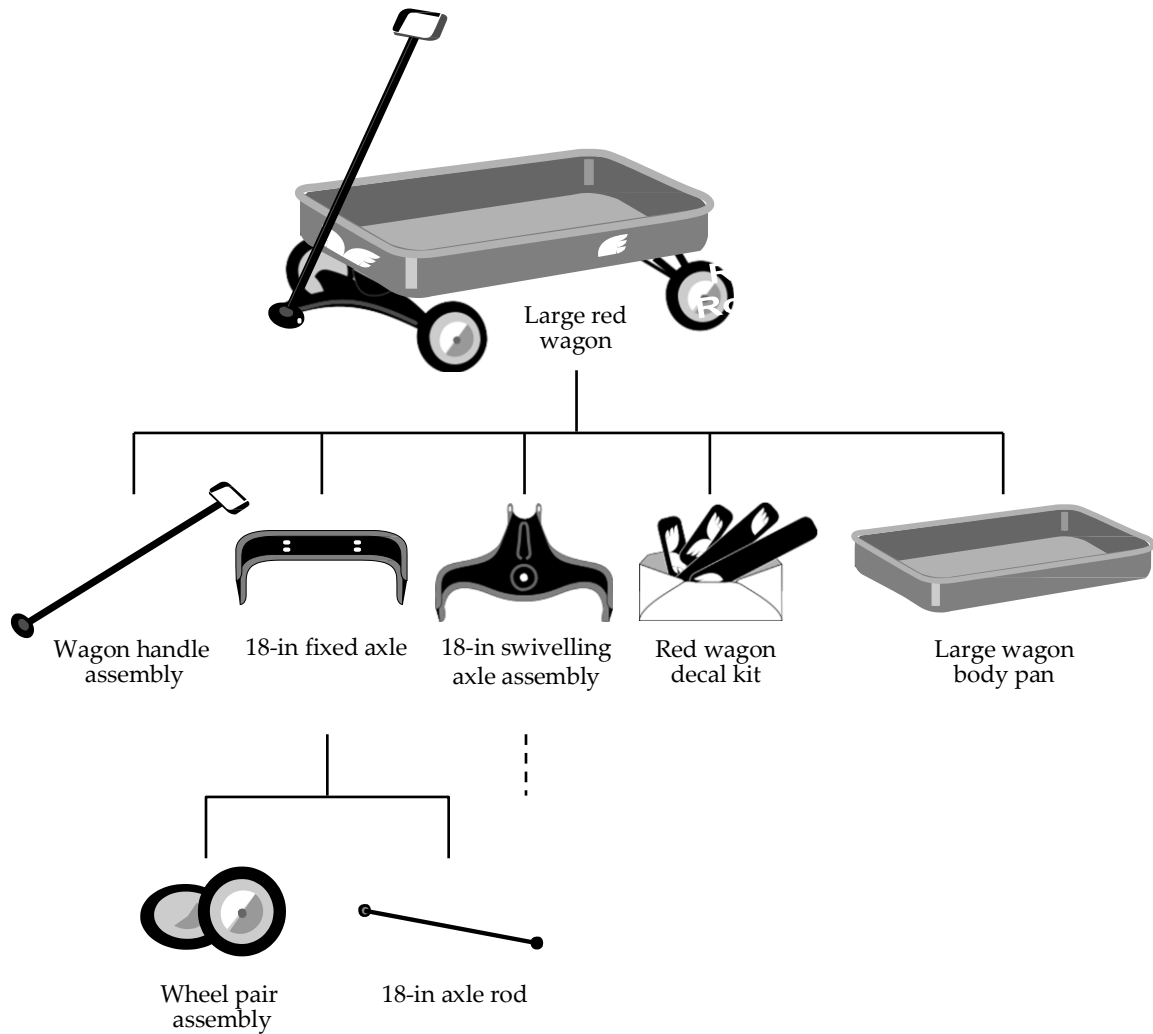 Large red
wagon
Wagon handle
assembly
18-in fixed axle
18-in swivelling
axle assembly
Red wagon
decal kit
Large wagon
body pan
Wheel pair
assembly
18-in axle rod